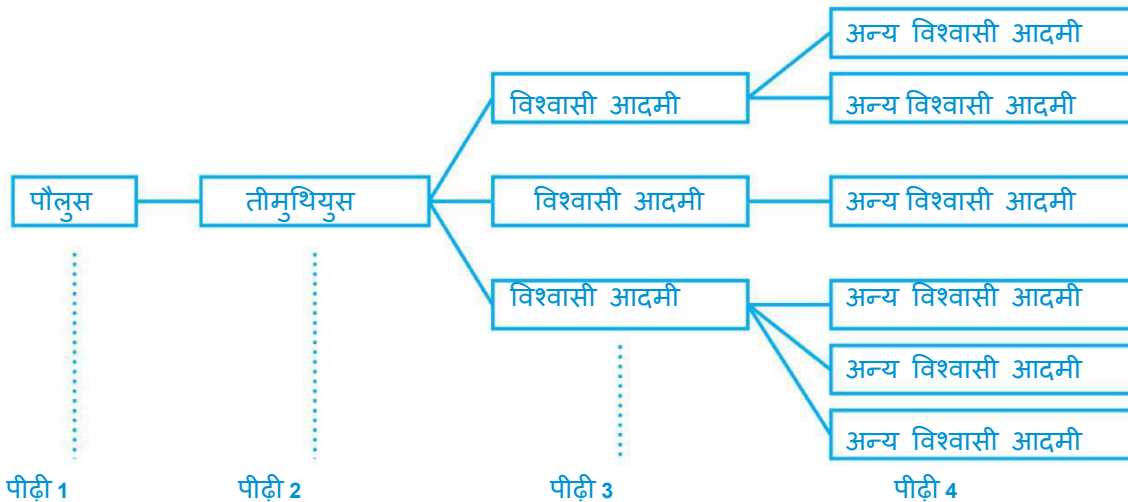 अन्य विश्वासी आदमी
विश्वासी आदमी
अन्य विश्वासी आदमी
पौलुस
तीमुथियुस
विश्वासी आदमी
अन्य विश्वासी आदमी
विश्वासी आदमी
अन्य विश्वासी आदमी
अन्य विश्वासी आदमी
अन्य विश्वासी आदमी
पीढ़ी 1
पीढ़ी 2
पीढ़ी 3
पीढ़ी 4